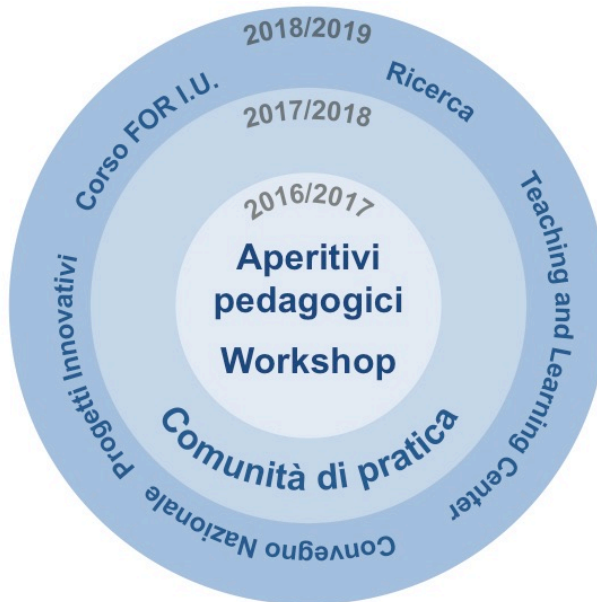 2018/2019
Corso FOR I.U.
Ricerca
Teaching and Learning Center
Convegno Nazionale
Progetti Innovativi
2017/2018
Comunità di pratica
2016/2017
Aperitivi
pedagogici
Workshop